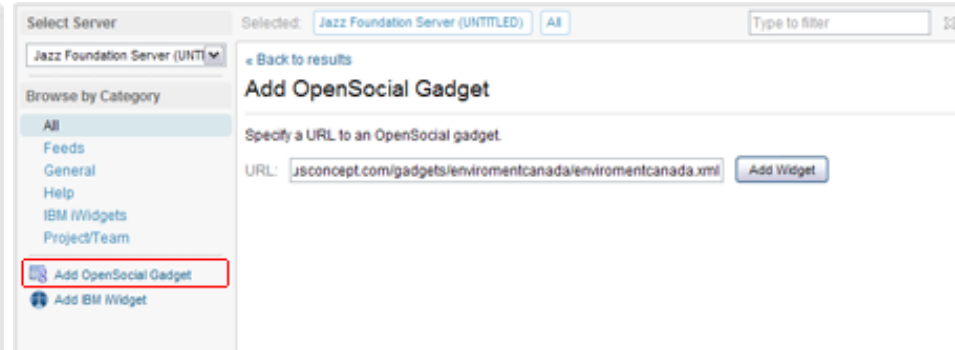 Select Server
Jazz Foundation Server (UNTI
Browse by Category
All
Feeds
General
Help
IBM iWidgets
Project/Team
Add OpenSocial Gadget
Add IBM iWidget
Selected: Jazz Foundation Server (UNTITLED) All Type to filter
« Back to results
Add OpenSocial Gadget
Specify a URL to an OpenSocial gadget.
URL: usconcept.com/gadgets/enviromentcanada/enviromentcanada.xml Add Widget